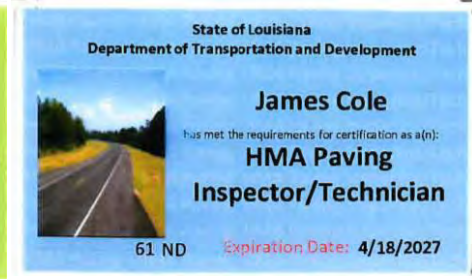 State of Louisiana
Department of Transportation and Development
James Cole
has met the requirements for certification as a(n):
HMA Paving
Inspector/Technician
61 ND
Expiration Date: 4/18/2027